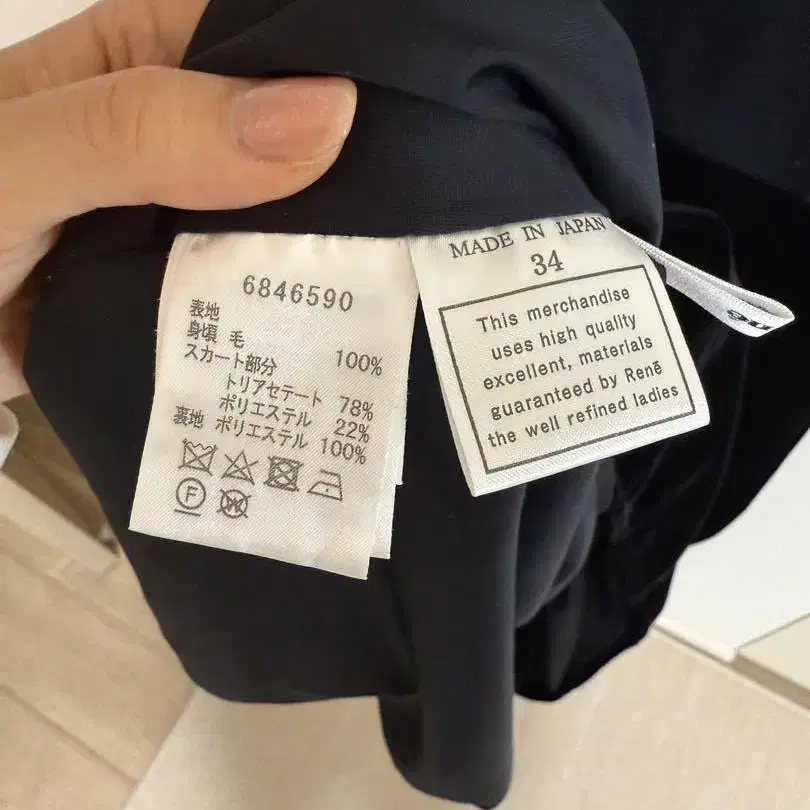 6846590
表地
身頃 毛 100%
スカート部分
トリアセテート 78%
ポリエステル 22%
裏地 ポリエステル 100%
F
W
MADE IN JAPAN
34
This merchandise
uses high quality
excellent, materials
guaranteed by Renē
the well refined ladies